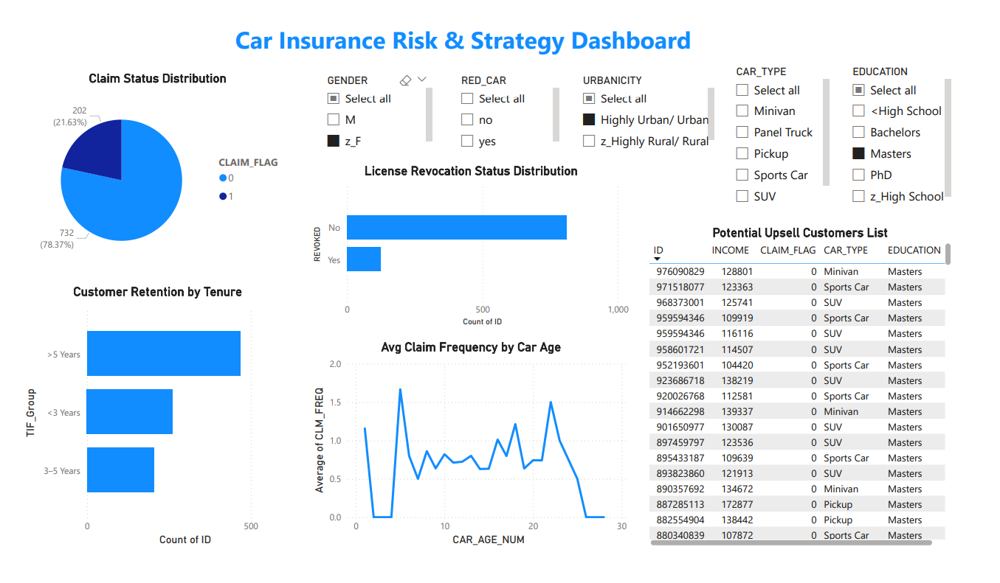 Car Insurance Risk & Strategy Dashboard
Claim Status Distribution
202
(21.63%)
732
(78.37%)
CLAIM_FLAG
0
1
GENDER
Select all
M
z_F
RED_CAR
Select all
no
yes
URBANICITY
Select all
Highly Urban/ Urban
z_Highly Rural/ Rural
CAR_TYPE
Select all
Minivan
Panel Truck
Pickup
Sports Car
SUV
EDUCATION
Select all
<High School
Bachelors
Masters
PhD
z_High School
License Revocation Status Distribution
REVOKED
No
Yes
0 500 1,000
Count of ID
Customer Retention by Tenure
TIF_Group
>5 Years
<3 Years
3–5 Years
0 500
Count of ID
Avg Claim Frequency by Car Age
Average of CLM_FREQ
2.0
1.5
1.0
0.5
0.0
0 10 20 30
CAR_AGE_NUM
Potential Upsell Customers List
ID INCOME CLAIM_FLAG CAR_TYPE EDUCATION
976090829 128801 0 Minivan Masters
971518077 123363 0 Sports Car Masters
968373001 125741 0 SUV Masters
959594346 109919 0 Sports Car Masters
959594346 116116 0 SUV Masters
958601721 114507 0 SUV Masters
952193601 104420 0 Sports Car Masters
923686718 138219 0 SUV Masters
920026768 112581 0 Sports Car Masters
914662298 139337 0 Minivan Masters
901650977 130087 0 SUV Masters
897459797 123536 0 SUV Masters
895433187 109639 0 Sports Car Masters
893823860 121913 0 SUV Masters
890357692 134672 0 Minivan Masters
887285113 172877 0 Pickup Masters
882554904 138442 0 Pickup Masters
880340839 107872 0 Sports Car Masters